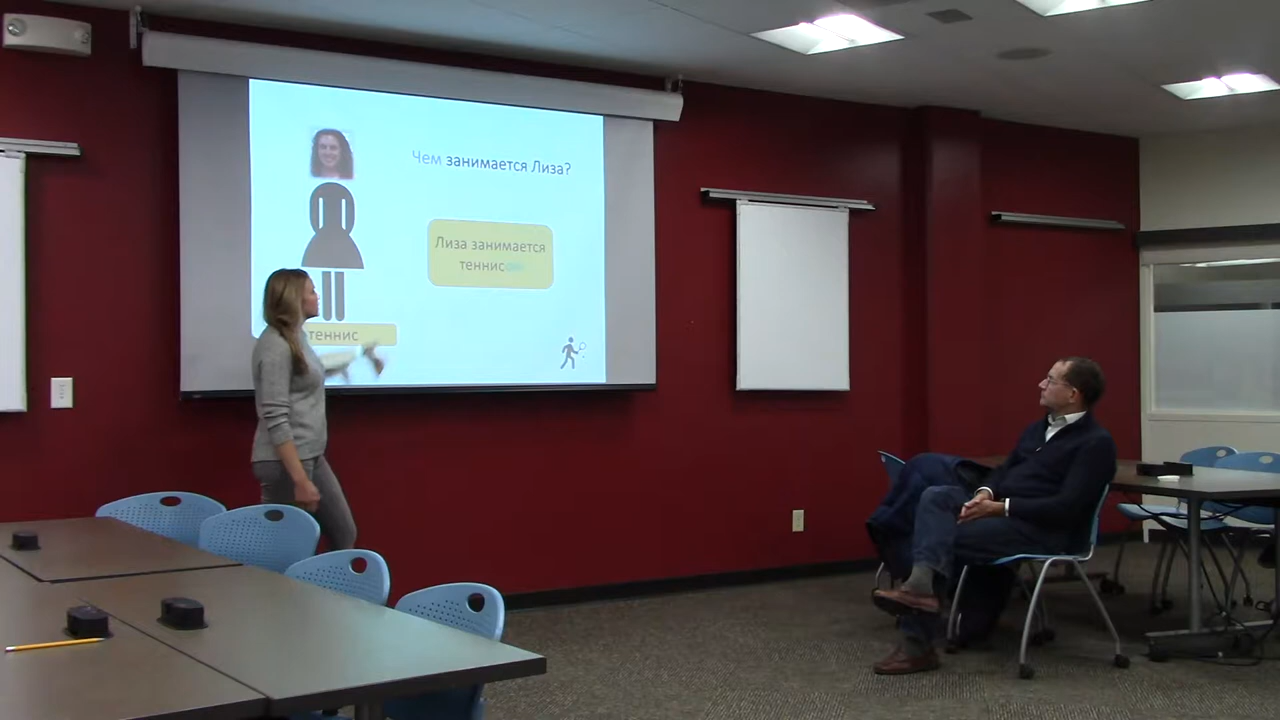 Чем занимается Лиза?
Лиза занимается
теннисом
теннис